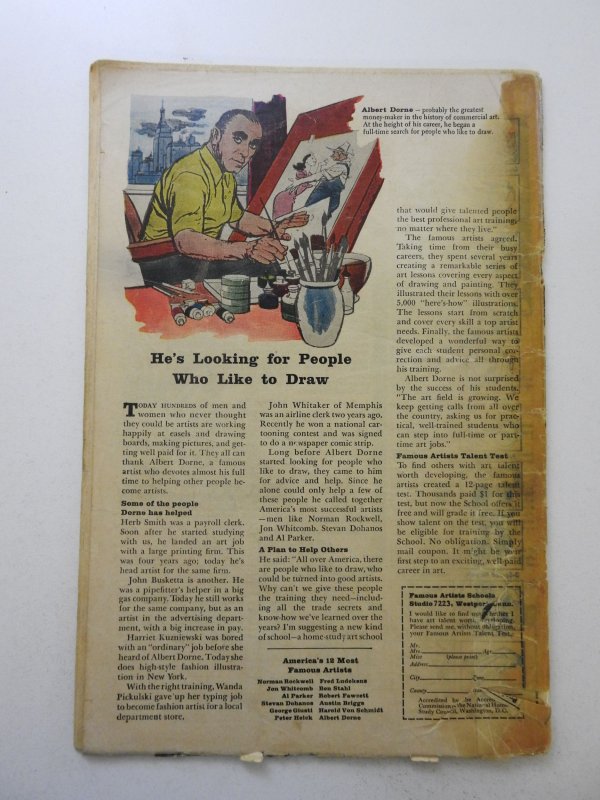 Albert Dorne – probably the greatest
money-maker in the history of commercial art.
At the height of his career, he began a
full-time search for people who like to draw.
He's Looking for People
Who Like to Draw
TODAY HUNDREDS of men and
women who never thought
they could be artists are working
happily at easels and drawing
boards, making pictures, and get-
ting well paid for it. They all can
thank Albert Dorne, a famous
artist who devotes almost his full
time to helping other people be-
come artists.
Some of the people
Dorne has helped
Herb Smith was a payroll clerk.
Soon after he started studying
with us, he landed an art job
with a large printing firm. This
was four years ago; today he's
head artist for the same firm.
John Busketta is another. He
was a pipefitter's helper in a big
gas company. Today he still works
for the same company, but as an
artist in the advertising depart-
ment, with a big increase in pay.
Harriet Kuzniewski was bored
with an "ordinary" job before she
heard of Albert Dorne. Today she
does high-style fashion illustra-
tion in New York.
With the right training, Wanda
Pickulski gave up her typing job
to become fashion artist for a local
department store.
John Whitaker of Memphis
was an airline clerk two years ago.
Recently he won a national car-
tooning contest and was signed
to do a newspaper comic strip.
Long before Albert Dorne
started looking for people who
like to draw, they came to him
for advice and help. Since he
alone could only help a few of
these people he called together
America's most successful artists
—men like Norman Rockwell,
Jon Whitcomb, Stevan Dohanos
and Al Parker.
A Plan to Help Others
He said: "All over America, there
are people who like to draw, who
could be turned into good artists.
Why can't we give these people
the training they need—includ-
ing all the trade secrets and
know-how we've learned over the
years? I'm suggesting a new kind
of school—a home-study art school
America's 12 Most
Famous Artists
Norman Rockwell Fred Ludekens
Jon Whitcomb Ben Stahl
Al Parker Robert Fawcett
Stevan Dohanos Austin Briggs
George Giusti Harold Von Schmidt
Peter Helck Albert Dorne
that would give talented people
the best professional art training,
no matter where they live."
The famous artists agreed.
Taking time from their busy
careers, they spent several years
creating a remarkable series of
art lessons covering every aspect
of drawing and painting. They
illustrated their lessons with over
5,000 "here's-how" illustrations.
The lessons start from scratch
and cover every skill a top artist
needs. Finally, the famous artists
developed a wonderful way to
give each student personal cor-
rection and advice all through
his training.
Albert Dorne is not surprised
by the success of his students.
"The art field is growing. We
keep getting calls from all over
the country, asking us for prac-
tical, well-trained students who
can step into full-time or part-
time art jobs."
Famous Artists Talent Test
To find others with art talent
worth developing, the famous
artists created a 12-page talent
test. Thousands paid $1 for this
test, but now the School offers it
free and will grade it free. If you
show talent on the test, you will
be eligible for training by the
School. No obligation. Simply
mail coupon. It might be your
first step to an exciting, well-paid
career in art.
Famous Artists Schools
Studio 7223, Westport, Conn.
I would like to find out whether I
have art talent worth developing.
Please send me, without obligation,
your Famous Artists Talent Test.
Mr.
Mrs. Age
Miss (please print)
Address
City Zone
County
Accredited by the Accred.
Commission of the National Home
Study Council, Washington, D.C.